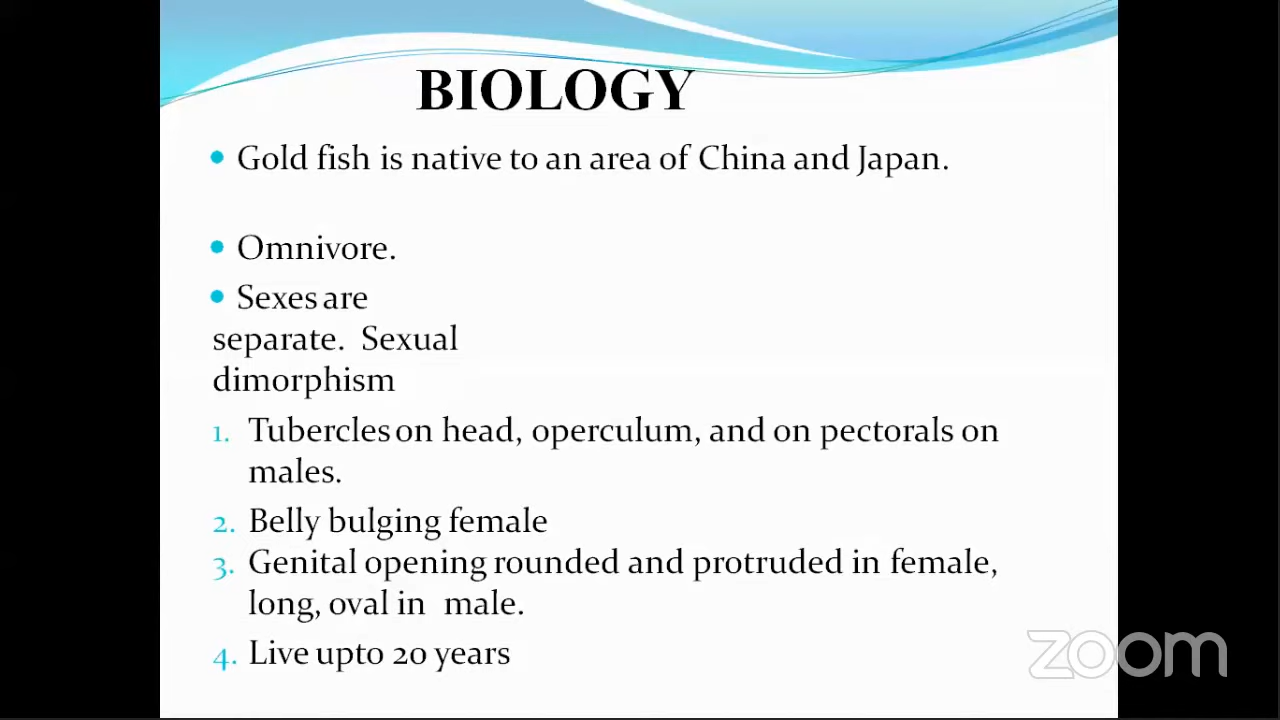 BIOLOGY
• Gold fish is native to an area of China and Japan.
• Omnivore.
• Sexes are
separate. Sexual
dimorphism
1. Tubercles on head, operculum, and on pectorals on
males.
2. Belly bulging female
3. Genital opening rounded and protruded in female,
long, oval in male.
4. Live upto 20 years
zoom